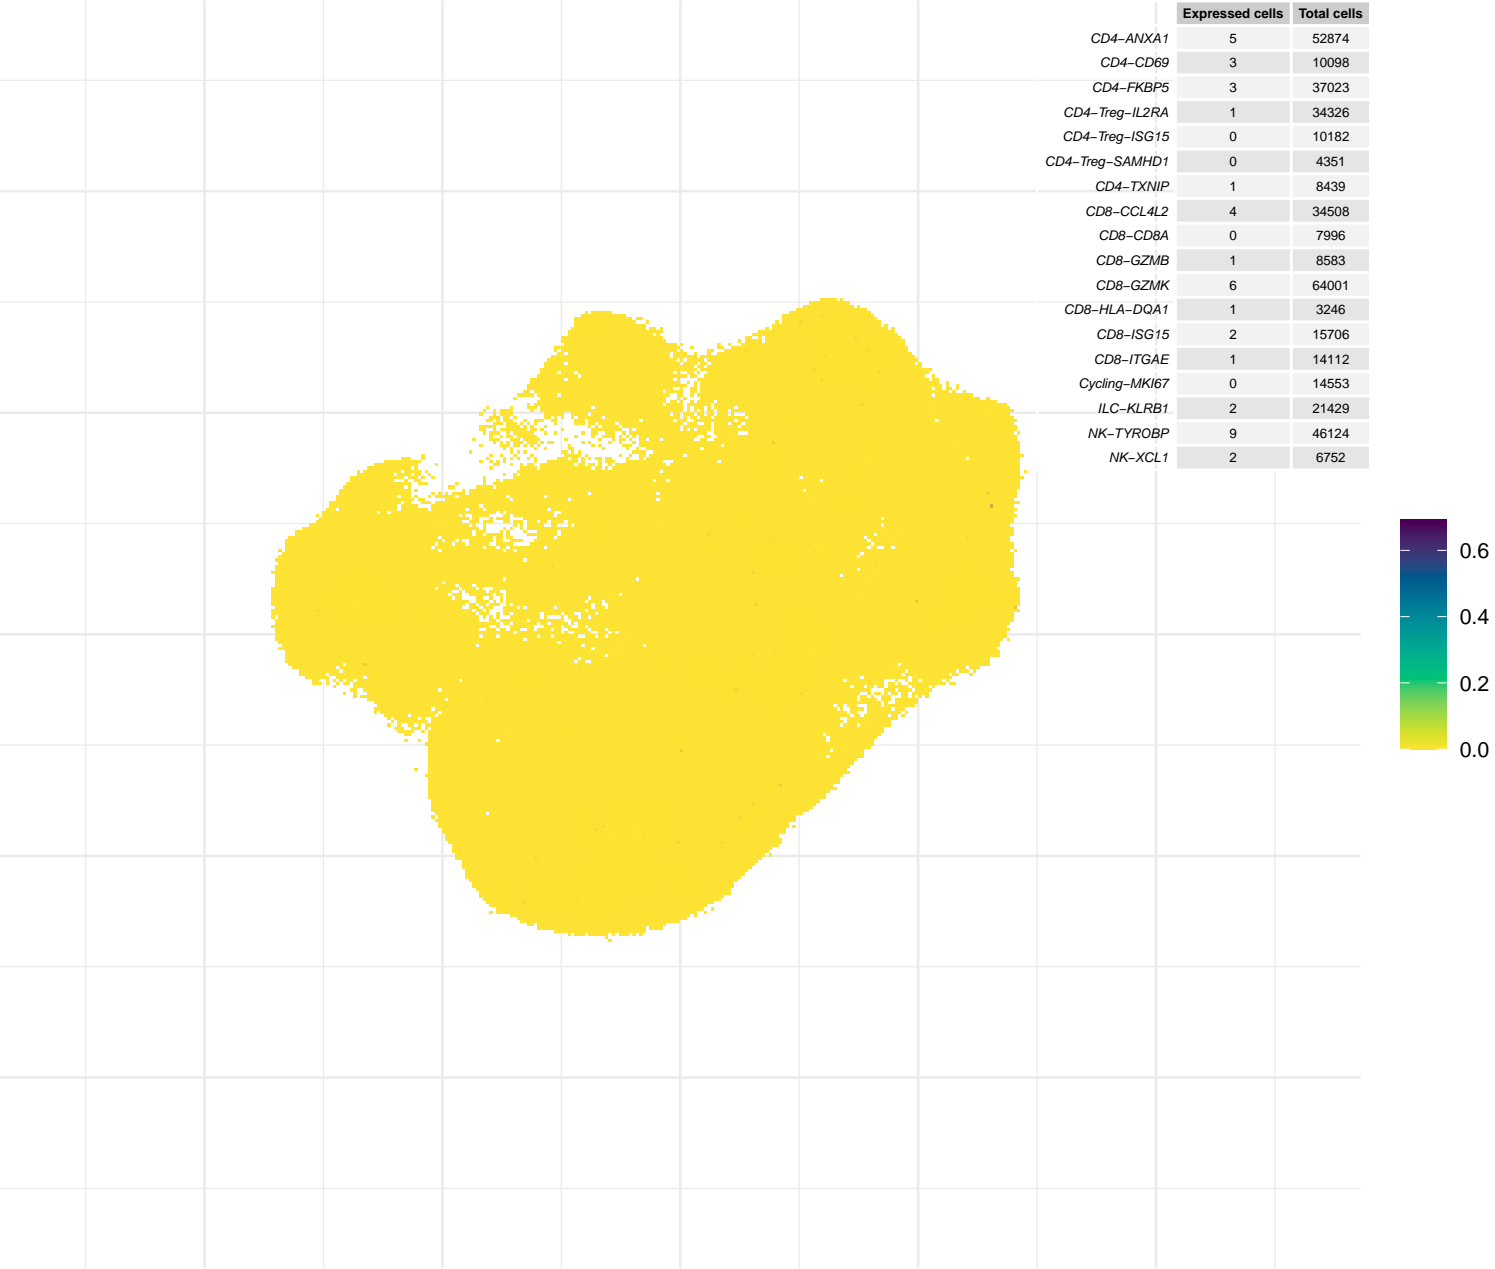 Expressed cells Total cells
CD4−ANXA1 5 52874
CD4−CD69 3 10098
CD4−FKBP5 3 37023
CD4−Treg−IL2RA 1 34326
CD4−Treg−ISG15 0 10182
CD4−Treg−SAMHD1 0 4351
CD4−TXNIP 1 8439
CD8−CCL4L2 4 34508
CD8−CD8A 0 7996
CD8−GZMB 1 8583
CD8−GZMK 6 64001
CD8−HLA−DQA1 1 3246
CD8−ISG15 2 15706
CD8−ITGAE 1 14112
Cycling−MKI67 0 14553
ILC−KLRB1 2 21429
NK−TYROBP 9 46124
NK−XCL1 2 6752
0.6
0.4
0.2
0.0